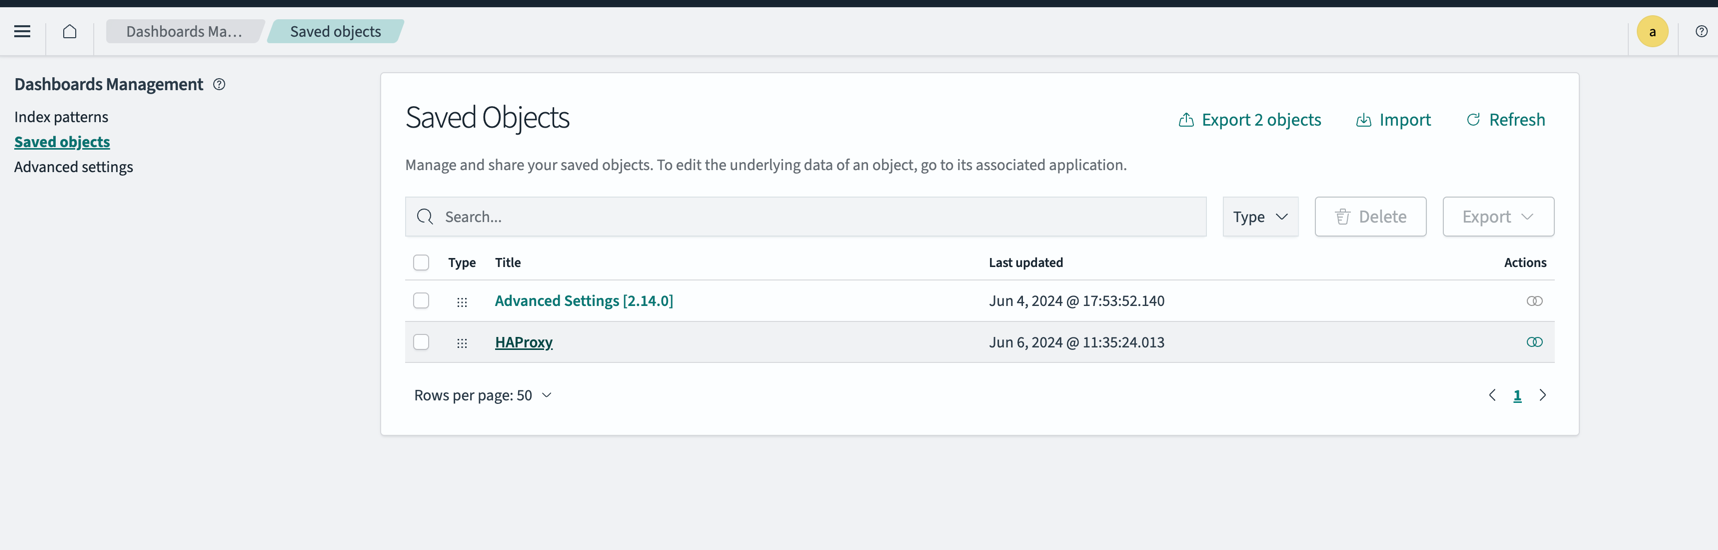 Dashboards Ma... Saved objects a
Dashboards Management
Index patterns
Saved objects
Advanced settings
Saved Objects
Export 2 objects Import Refresh
Manage and share your saved objects. To edit the underlying data of an object, go to its associated application.
Search... Type Delete Export
Type Title Last updated Actions
Advanced Settings [2.14.0] Jun 4, 2024 @ 17:53:52.140
HAProxy Jun 6, 2024 @ 11:35:24.013
Rows per page: 50 1